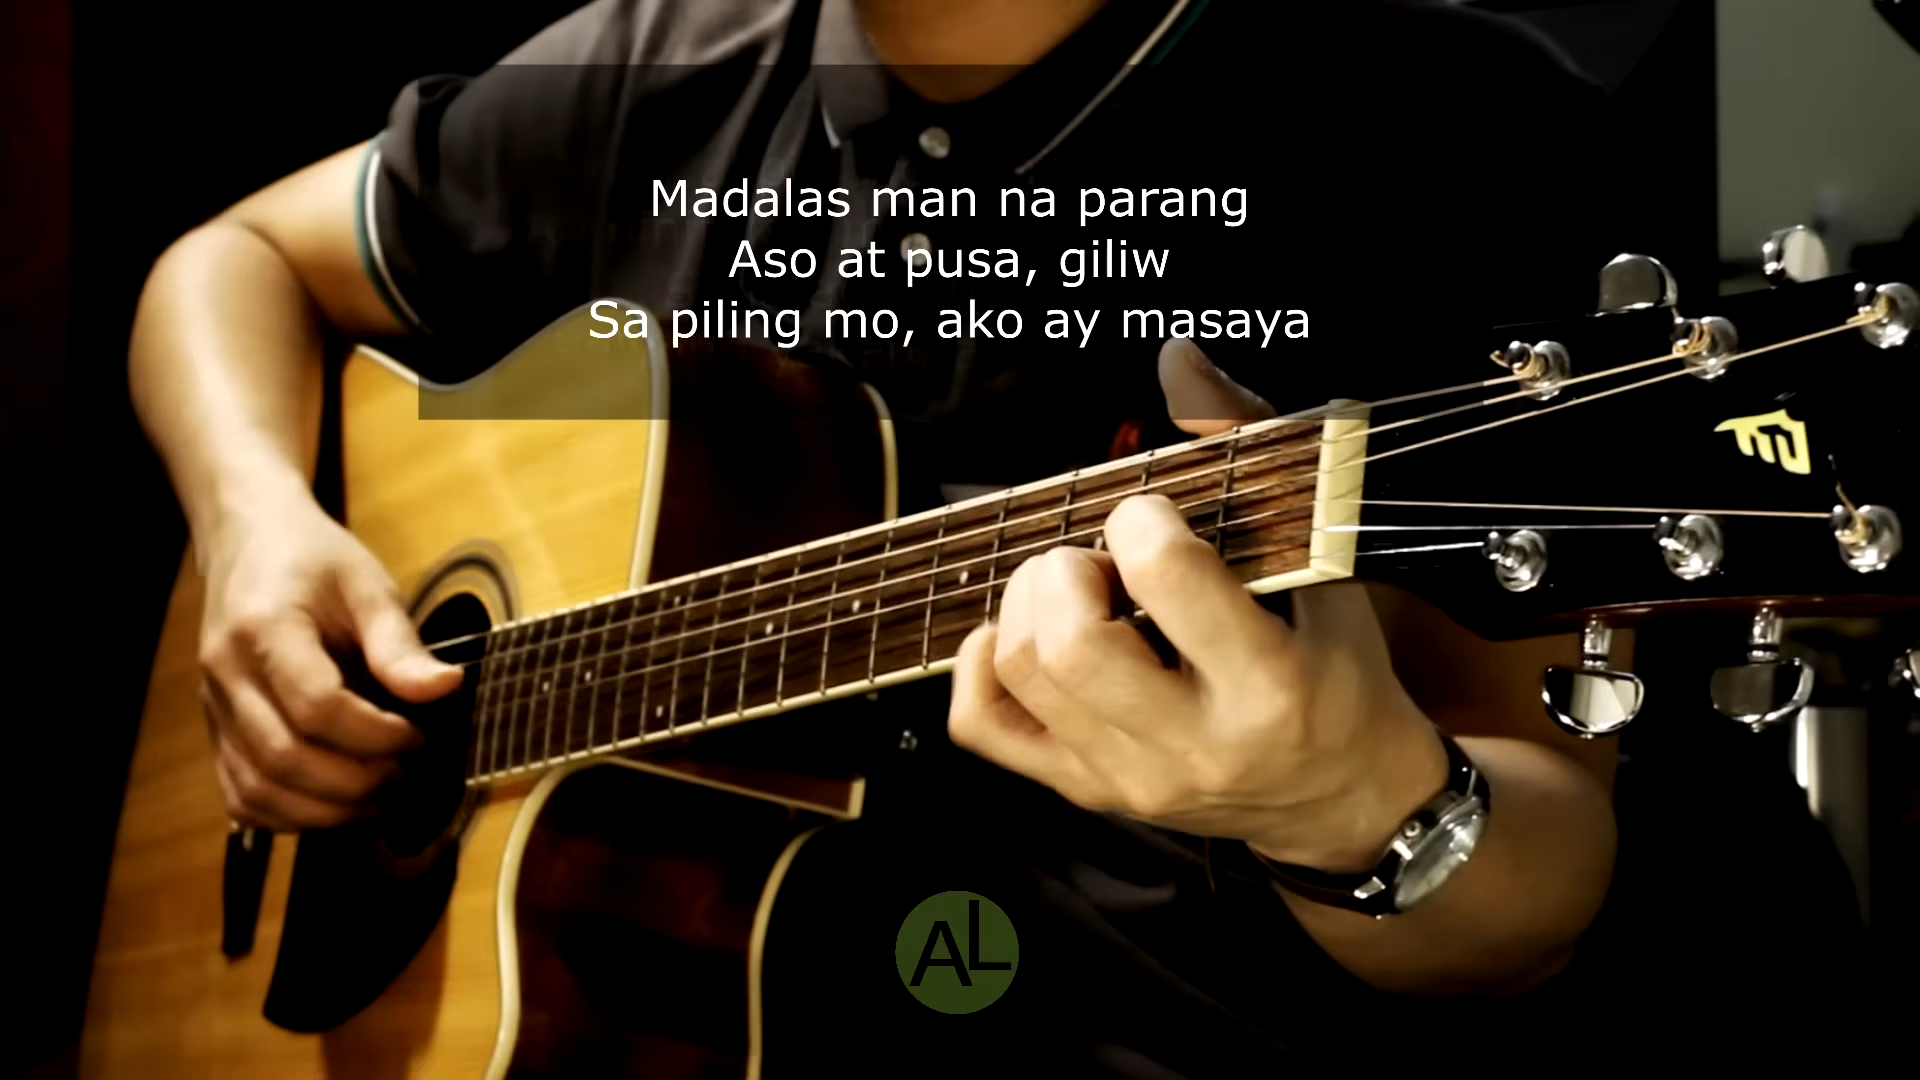 Madalas man na parang
Aso at pusa, giliw
Sa piling mo, ako ay masaya
AL